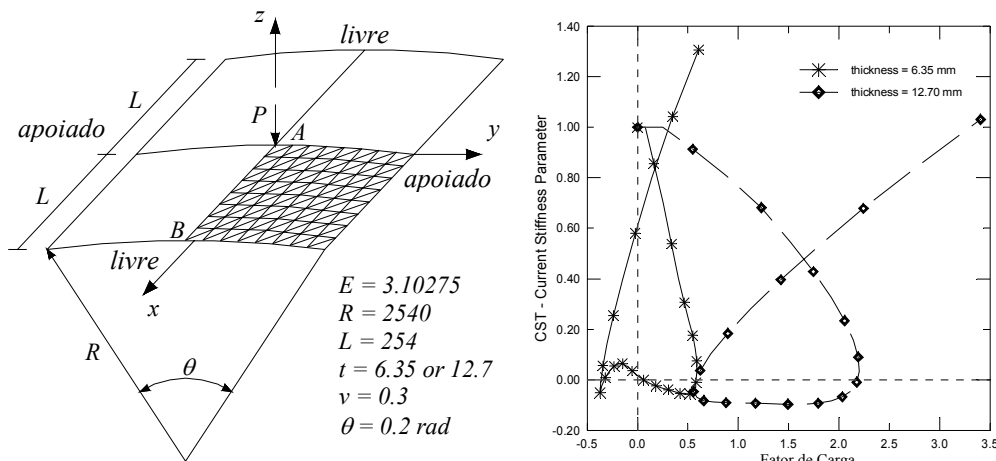 z
livre
L
P
A
apoiado
y
L
apoiado
B
livre
x
R
θ
E = 3.10275
R = 2540
L = 254
t = 6.35 or 12.7
ν = 0.3
θ = 0.2 rad
CST - Current Stiffness Parameter
1.40
1.20
1.00
0.80
0.60
0.40
0.20
0.00
-0.20
thickness = 6.35 mm
thickness = 12.70 mm
-0.5 0.0 0.5 1.0 1.5 2.0 2.5 3.0 3.5
Fator de Carga